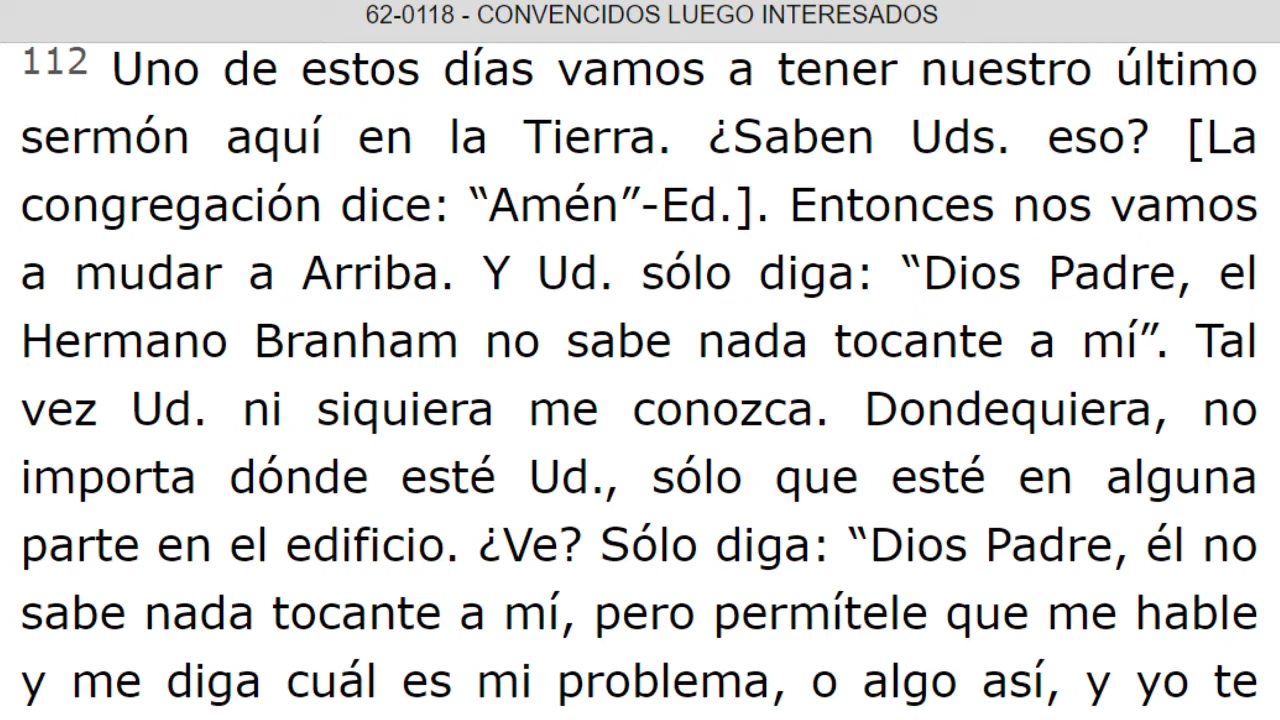 62-0118 - CONVENCIDOS LUEGO INTERESADOS
112 Uno de estos días vamos a tener nuestro último
sermón aquí en la Tierra. ¿Saben Uds. eso? [La
congregación dice: “Amén”-Ed.]. Entonces nos vamos
a mudar a Arriba. Y Ud. sólo diga: “Dios Padre, el
Hermano Branham no sabe nada tocante a mí”. Tal
vez Ud. ni siquiera me conozca. Dondequiera, no
importa dónde esté Ud., sólo que esté en alguna
parte en el edificio. ¿Ve? Sólo diga: “Dios Padre, él no
sabe nada tocante a mí, pero permítele que me hable
y me diga cuál es mi problema, o algo así, y yo te